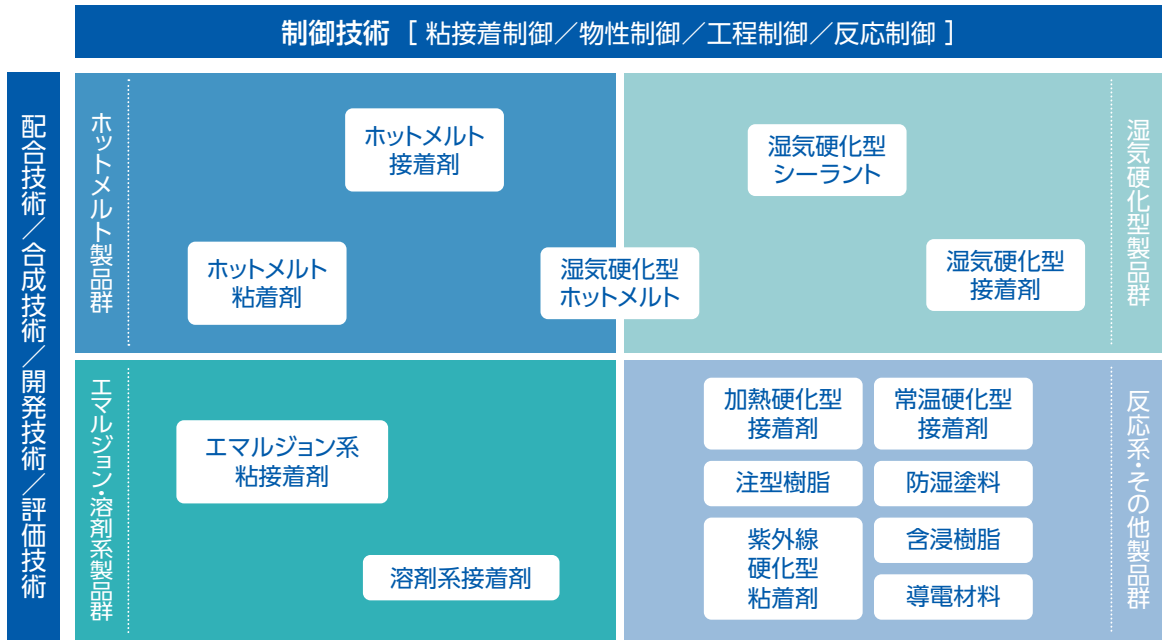 制御技術［ 粘接着制御／物性制御／工程制御／反応制御 ］
配合技術／合成技術／開発技術／評価技術
ホットメルト製品群
ホットメルト
接着剤
ホットメルト
粘着剤
湿気硬化型
ホットメルト
湿気硬化型
シーラント
湿気硬化型
接着剤
湿気硬化型製品群
エマルジョン・溶剤系製品群
エマルジョン系
粘接着剤
溶剤系接着剤
加熱硬化型
接着剤
常温硬化型
接着剤
注型樹脂
防湿塗料
紫外線
硬化型
粘着剤
含浸樹脂
導電材料
反応系・その他製品群